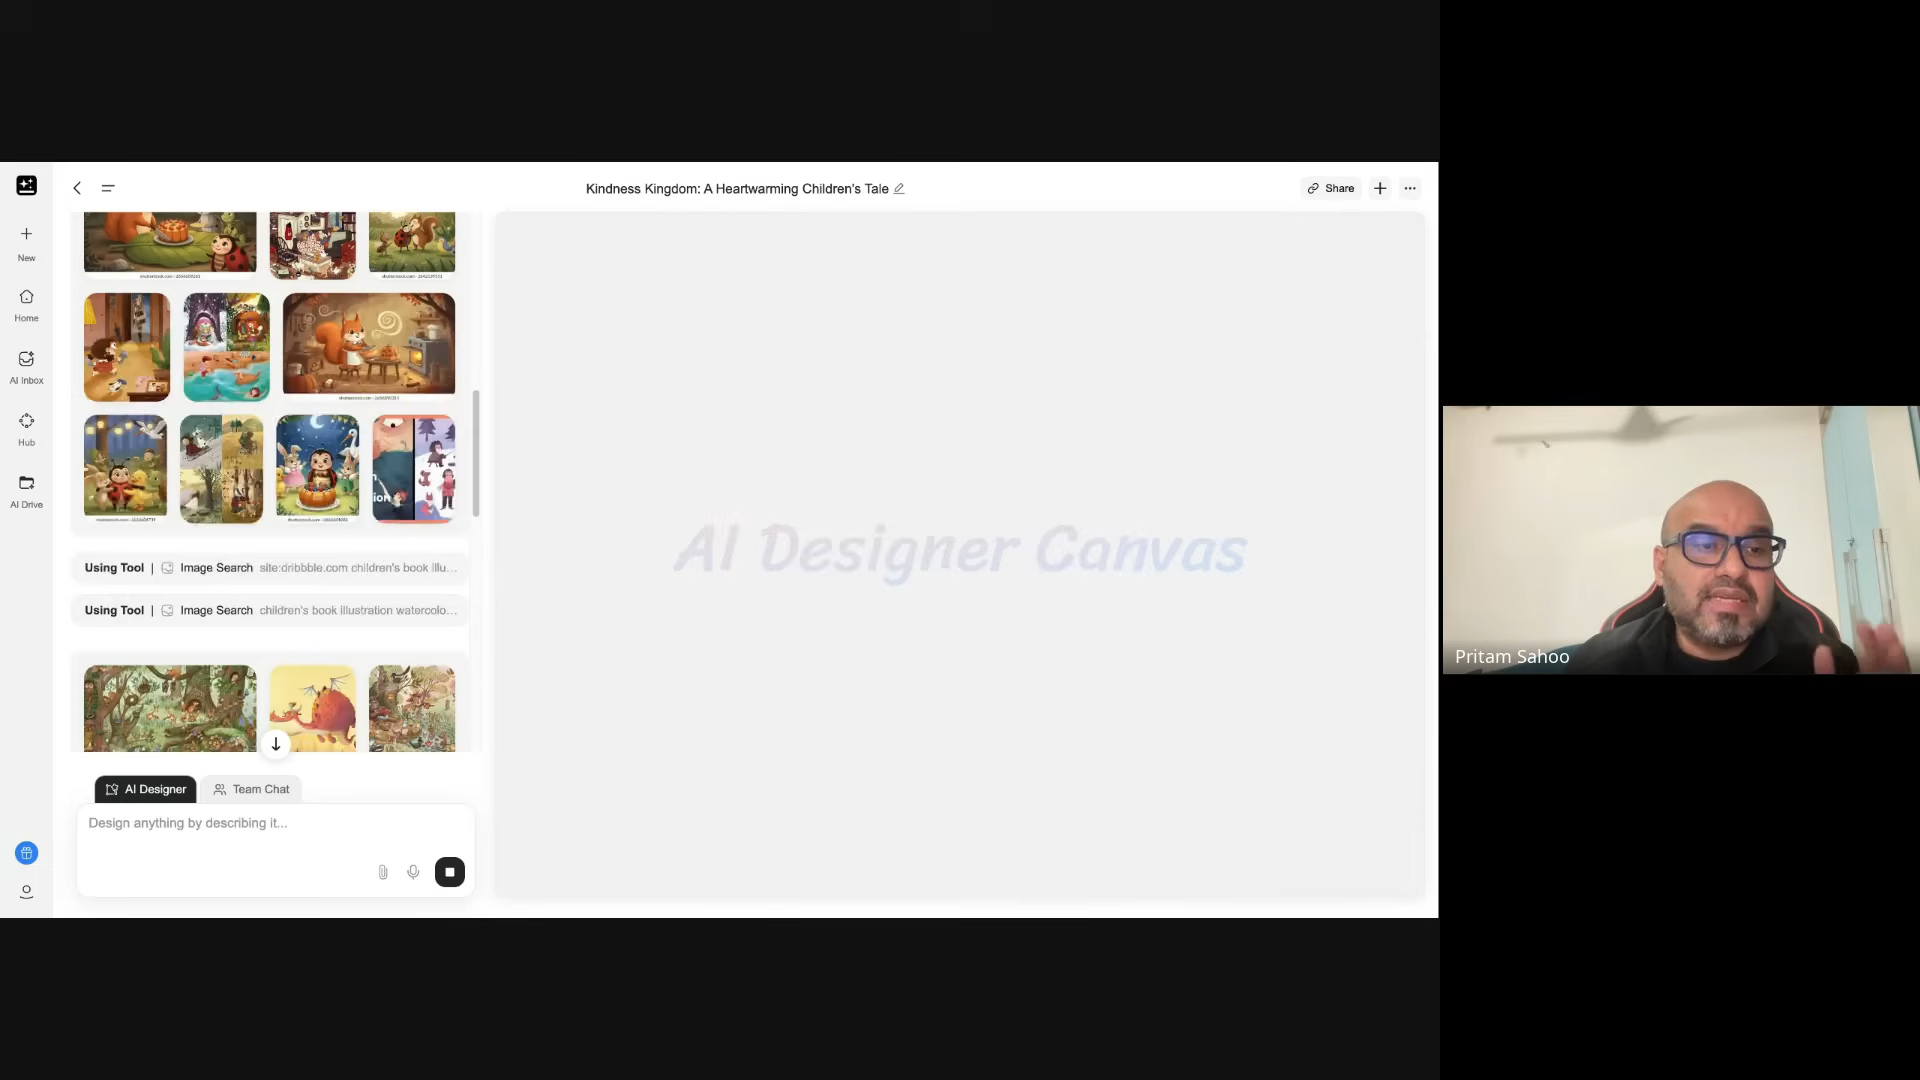 Kindness Kingdom: A Heartwarming Children's Tale
Share
New
Home
AI Inbox
Hub
AI Drive
Using Tool | Image Search site:dribbble.com children's book illu...
Using Tool | Image Search children's book illustration watercolo...
AI Designer Canvas
AI Designer
Team Chat
Design anything by describing it...
Pritam Sahoo